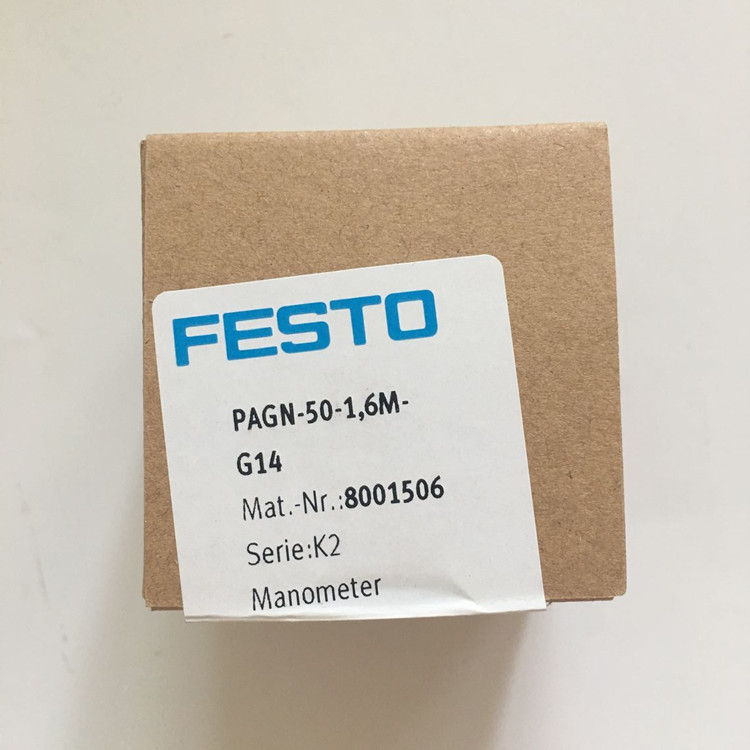 FESTO
PAGN-50-1,6M-
G14
Mat.-Nr.:8001506
Serie:K2
Manometer